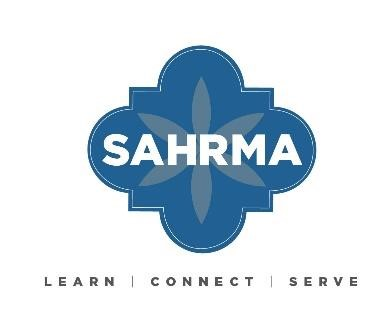 SAHRMA
LEARN | CONNECT | SERVE